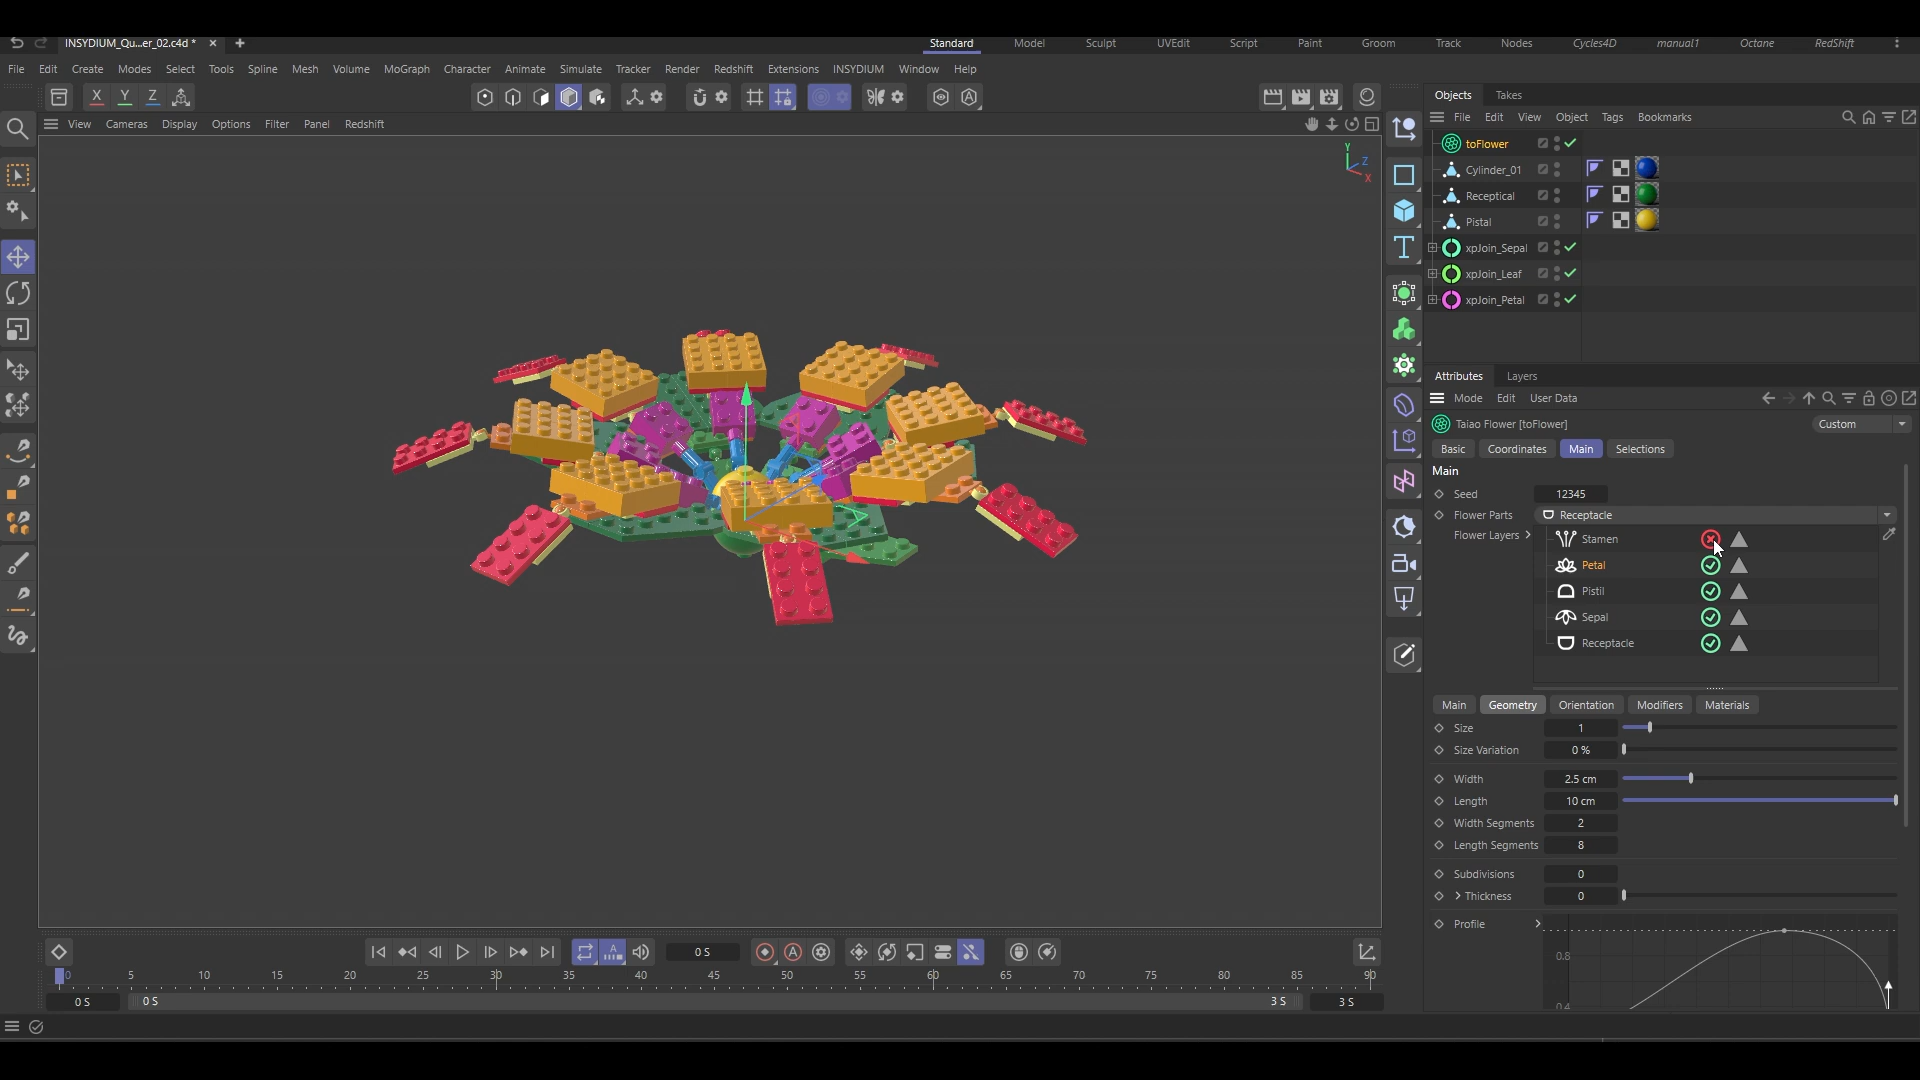 INSYDIUM_Qu...er_02.c4d *
Standard Model Sculpt UVEdit Script Paint Groom Track Nodes Cycles4D manual1 Octane RedShift
File Edit Create Modes Select Tools Spline Mesh Volume MoGraph Character Animate Simulate Tracker Render Redshift Extensions INSYDIUM Window Help
X Y Z
Objects Takes
View Cameras Display Options Filter Panel Redshift
File Edit View Object Tags Bookmarks
Y
Z
X
toFlower
Cylinder_01
Receptical
Pistal
xpJoin_Sepal
xpJoin_Leaf
xpJoin_Petal
Attributes Layers
Mode Edit User Data
Taiao Flower [toFlower] Custom
Basic Coordinates Main Selections
Main
Seed 12345
Flower Parts Receptacle
Flower Layers
Stamen
Petal
Pistil
Sepal
Receptacle
Main Geometry Orientation Modifiers Materials
Size 1
Size Variation 0 %
Width 2.5 cm
Length 10 cm
Width Segments 2
Length Segments 8
Subdivisions 0
Thickness 0
Profile
0.8
0.4
0 S
0 5 10 15 20 25 30 35 40 45 50 55 60 65 70 75 80 85 90
0 S 0 S 3 S 3 S